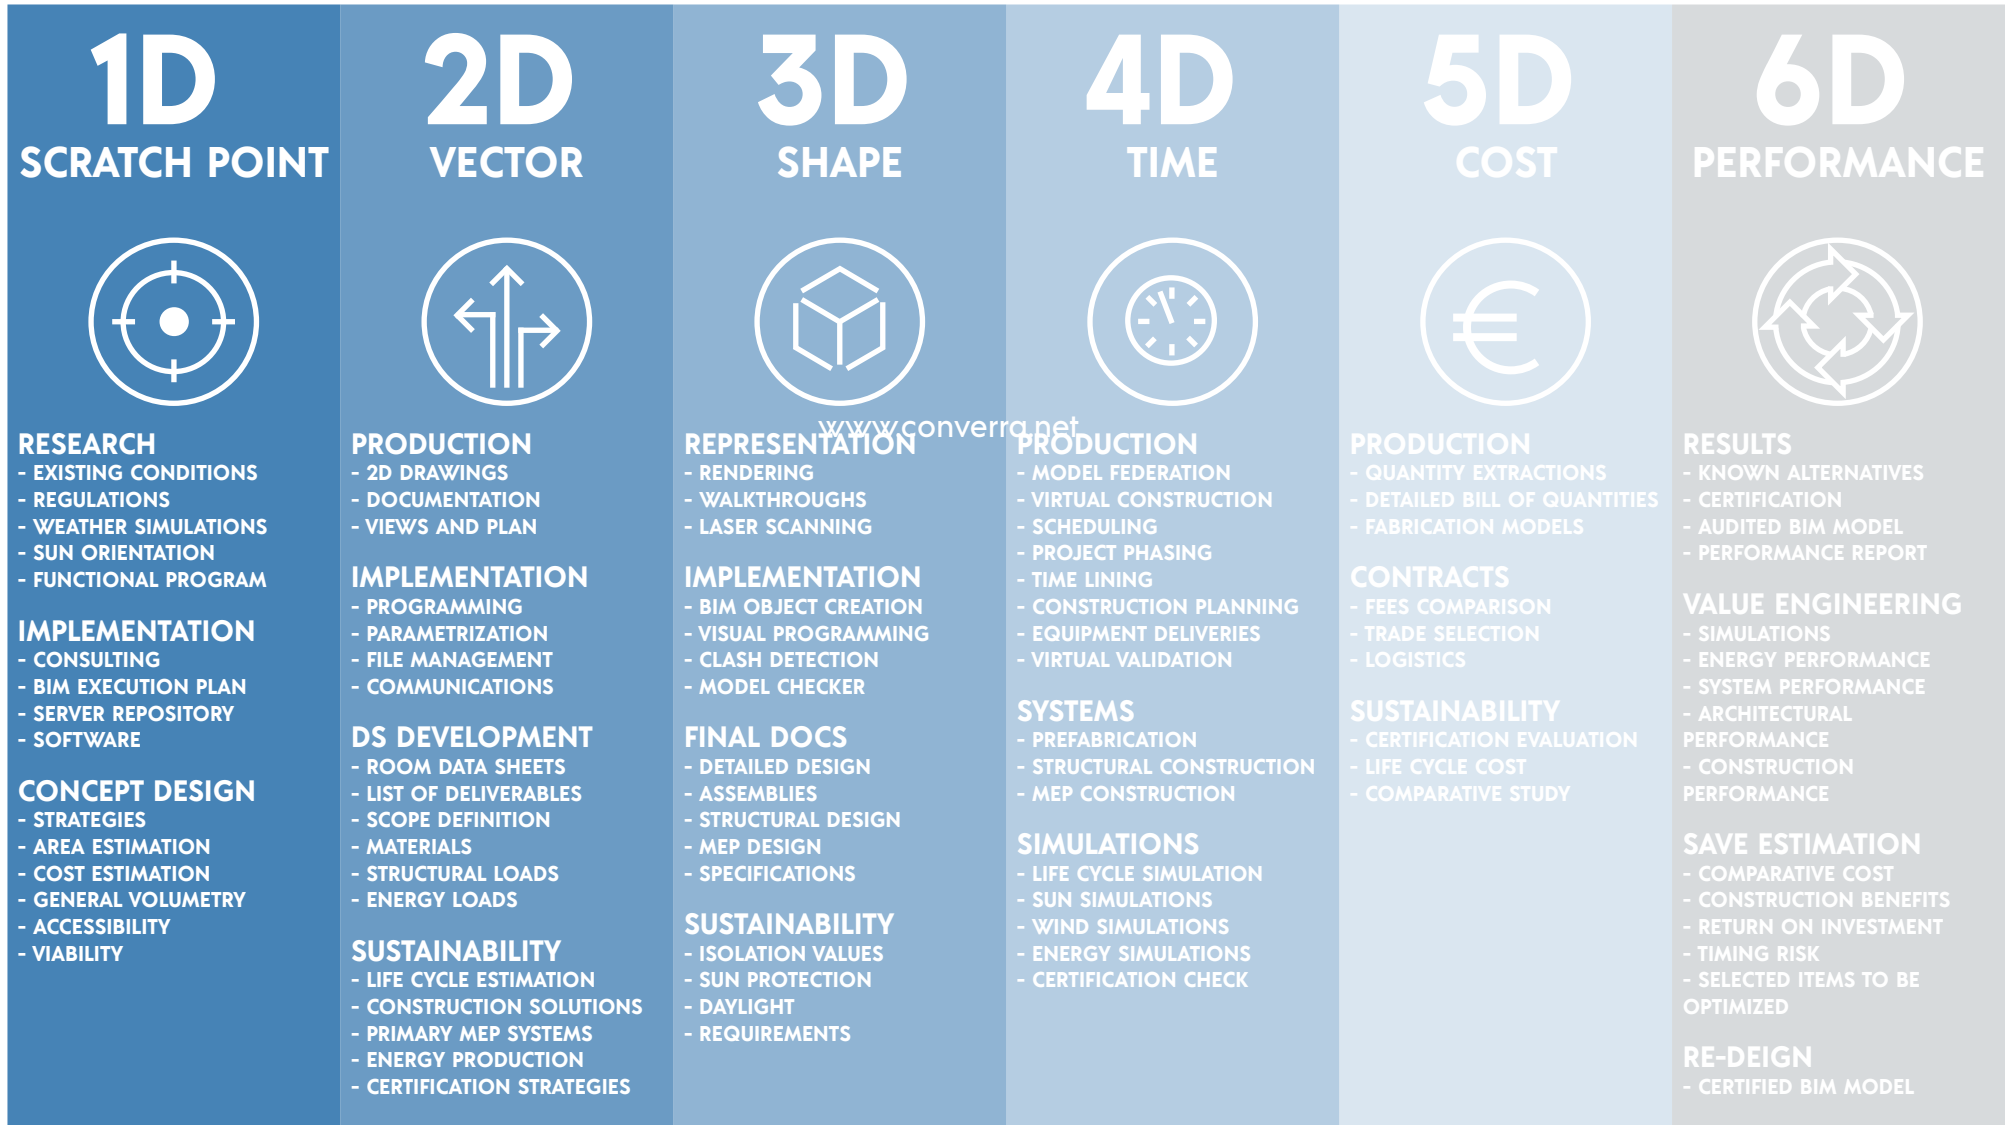 1D
SCRATCH POINT
RESEARCH
- EXISTING CONDITIONS
- REGULATIONS
- WEATHER SIMULATIONS
- SUN ORIENTATION
- FUNCTIONAL PROGRAM
IMPLEMENTATION
- CONSULTING
- BIM EXECUTION PLAN
- SERVER REPOSITORY
- SOFTWARE
CONCEPT DESIGN
- STRATEGIES
- AREA ESTIMATION
- COST ESTIMATION
- GENERAL VOLUMETRY
- ACCESSIBILITY
- VIABILITY
2D
VECTOR
PRODUCTION
- 2D DRAWINGS
- DOCUMENTATION
- VIEWS AND PLAN
IMPLEMENTATION
- PROGRAMMING
- PARAMETRIZATION
- FILE MANAGEMENT
- COMMUNICATIONS
DS DEVELOPMENT
- ROOM DATA SHEETS
- LIST OF DELIVERABLES
- SCOPE DEFINITION
- MATERIALS
- STRUCTURAL LOADS
- ENERGY LOADS
SUSTAINABILITY
- LIFE CYCLE ESTIMATION
- CONSTRUCTION SOLUTIONS
- PRIMARY MEP SYSTEMS
- ENERGY PRODUCTION
- CERTIFICATION STRATEGIES
3D
SHAPE
www.converra.net
REPRESENTATION
- RENDERING
- WALKTHROUGHS
- LASER SCANNING
IMPLEMENTATION
- BIM OBJECT CREATION
- VISUAL PROGRAMMING
- CLASH DETECTION
- MODEL CHECKER
FINAL DOCS
- DETAILED DESIGN
- ASSEMBLIES
- STRUCTURAL DESIGN
- MEP DESIGN
- SPECIFICATIONS
SUSTAINABILITY
- ISOLATION VALUES
- SUN PROTECTION
- DAYLIGHT
- REQUIREMENTS
4D
TIME
PRODUCTION
- MODEL FEDERATION
- VIRTUAL CONSTRUCTION
- SCHEDULING
- PROJECT PHASING
- TIME LINING
- CONSTRUCTION PLANNING
- EQUIPMENT DELIVERIES
- VIRTUAL VALIDATION
SYSTEMS
- PREFABRICATION
- STRUCTURAL CONSTRUCTION
- MEP CONSTRUCTION
SIMULATIONS
- LIFE CYCLE SIMULATION
- SUN SIMULATIONS
- WIND SIMULATIONS
- ENERGY SIMULATIONS
- CERTIFICATION CHECK
5D
COST
€
PRODUCTION
- QUANTITY EXTRACTIONS
- DETAILED BILL OF QUANTITIES
- FABRICATION MODELS
CONTRACTS
- FEES COMPARISON
- TRADE SELECTION
- LOGISTICS
SUSTAINABILITY
- CERTIFICATION EVALUATION
- LIFE CYCLE COST
- COMPARATIVE STUDY
6D
PERFORMANCE
RESULTS
- KNOWN ALTERNATIVES
- CERTIFICATION
- AUDITED BIM MODEL
- PERFORMANCE REPORT
VALUE ENGINEERING
- SIMULATIONS
- ENERGY PERFORMANCE
- SYSTEM PERFORMANCE
- ARCHITECTURAL
PERFORMANCE
- CONSTRUCTION
PERFORMANCE
SAVE ESTIMATION
- COMPARATIVE COST
- CONSTRUCTION BENEFITS
- RETURN ON INVESTMENT
- TIMING RISK
- SELECTED ITEMS TO BE
OPTIMIZED
RE-DEIGN
- CERTIFIED BIM MODEL